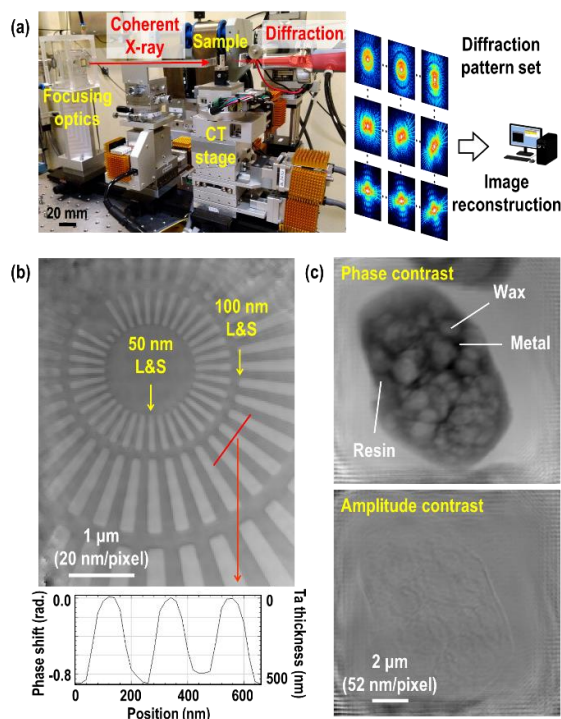 (a)
Coherent
X-ray
Sample
Diffraction
Focusing
optics
CT
stage
20 mm
Diffraction
pattern set
Image
reconstruction
(b)
100 nm
L&S
50 nm
L&S
1 µm
(20 nm/pixel)
Phase shift (rad.)
0.0
-0.8
0
500
Ta thickness (nm)
0
200
400
600
Position (nm)
(c)
Phase contrast
Wax
Metal
Resin
Amplitude contrast
2 µm
(52 nm/pixel)